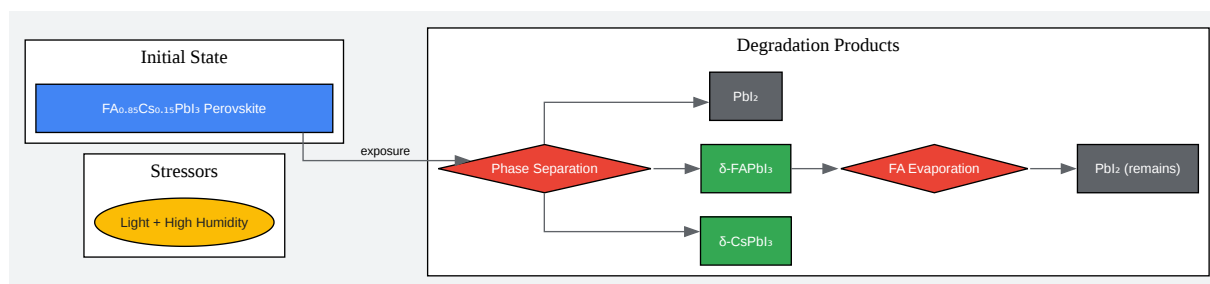 Initial State
FA₀.₈₅Cs₀.₁₅PbI₃ Perovskite
Stressors
Light + High Humidity
exposure
Degradation Products
PbI₂
Phase Separation
δ-FAPbI₃
FA Evaporation
PbI₂ (remains)
δ-CsPbI₃